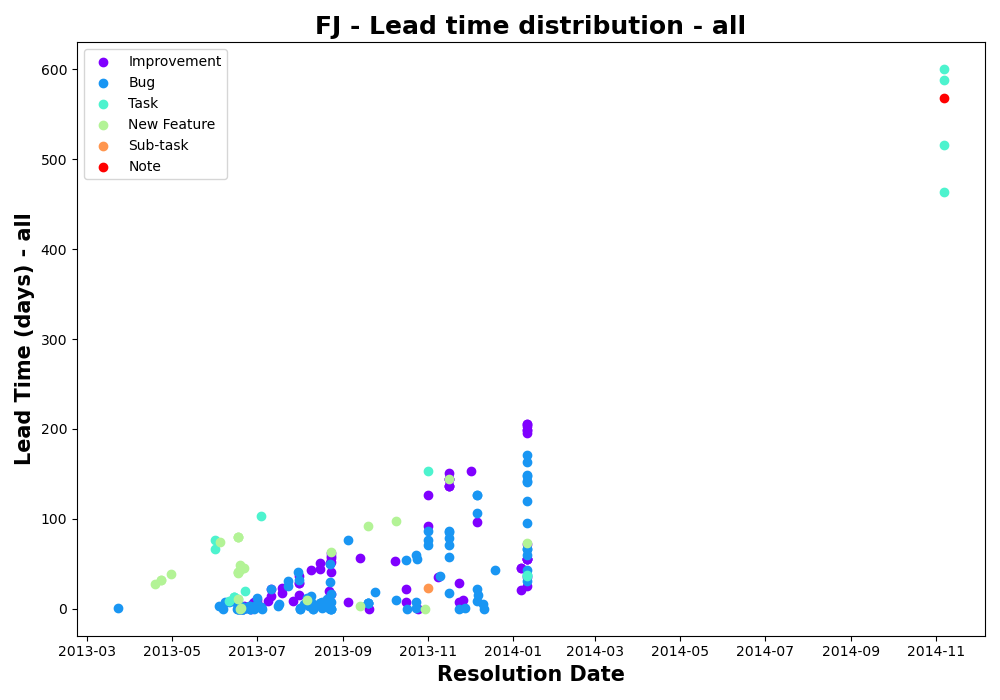 FJ - Lead time distribution - all
Improvement
Bug
Task
New Feature
Sub-task
Note
Lead Time (days) - all
600
500
400
300
200
100
0
2013-03 2013-05 2013-07 2013-09 2013-11 2014-01 2014-03 2014-05 2014-07 2014-09 2014-11
Resolution Date